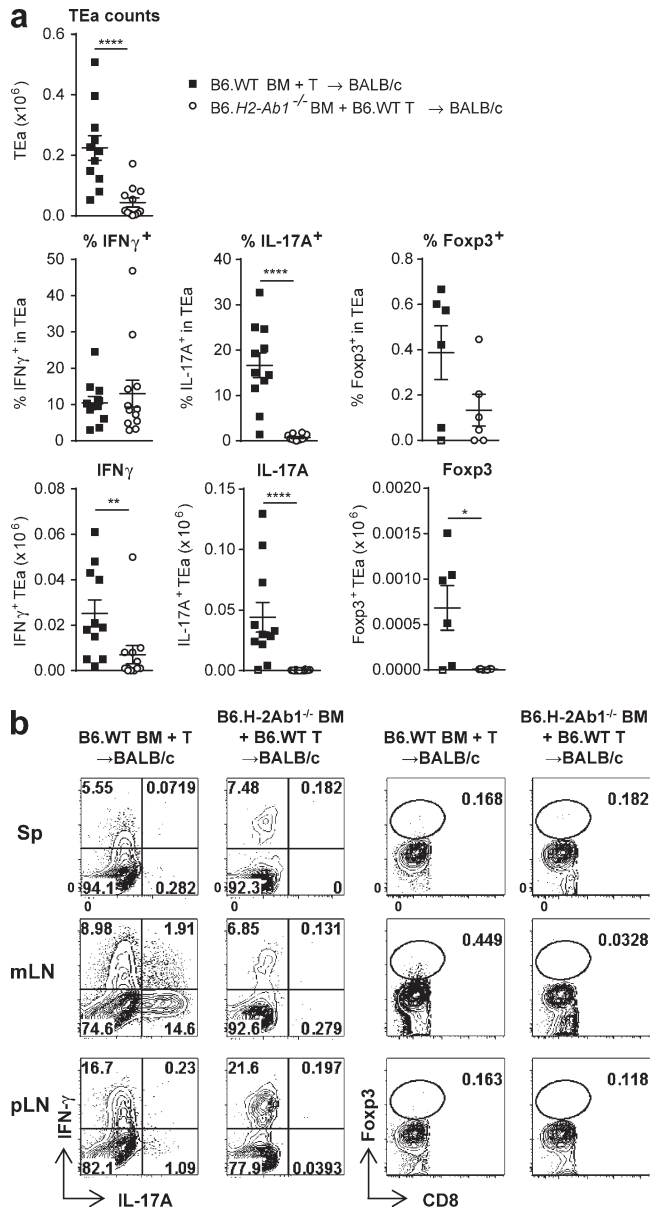 a
TEa counts
TEa (x10⁶)
0.6
0.4
0.2
0.0
****
■ B6.WT BM + T → BALB/c
○ B6.H2-Ab1⁻/⁻ BM + B6.WT T → BALB/c
% IFNγ⁺
% IFNγ⁺ in TEa
50
40
30
20
10
0
% IL-17A⁺
% IL-17A⁺ in TEa
40
30
20
10
0
****
% Foxp3⁺
% Foxp3⁺ in TEa
0.8
0.6
0.4
0.2
0.0
IFNγ
IFNγ⁺ TEa (x10⁶)
0.08
0.06
0.04
0.02
0.00
**
IL-17A
IL-17A⁺ TEa (x10⁶)
0.15
0.10
0.05
0.00
****
Foxp3
Foxp3⁺ TEa (x10⁶)
0.0020
0.0015
0.0010
0.0005
0.0000
*
b
B6.WT BM + T
→BALB/c
B6.H-2Ab1⁻/⁻ BM
+ B6.WT T
→BALB/c
B6.WT BM + T
→BALB/c
B6.H-2Ab1⁻/⁻ BM
+ B6.WT T
→BALB/c
Sp
5.55 0.0719
94.1 0.282
7.48 0.182
92.3 0
0.168
0.182
0 0
0 0
mLN
8.98 1.91
74.6 14.6
6.85 0.131
92.6 0.279
0.449
0.0328
pLN
16.7 0.23
82.1 1.09
21.6 0.197
77.9 0.0393
0.163
0.118
IFN-γ
IL-17A
Foxp3
CD8